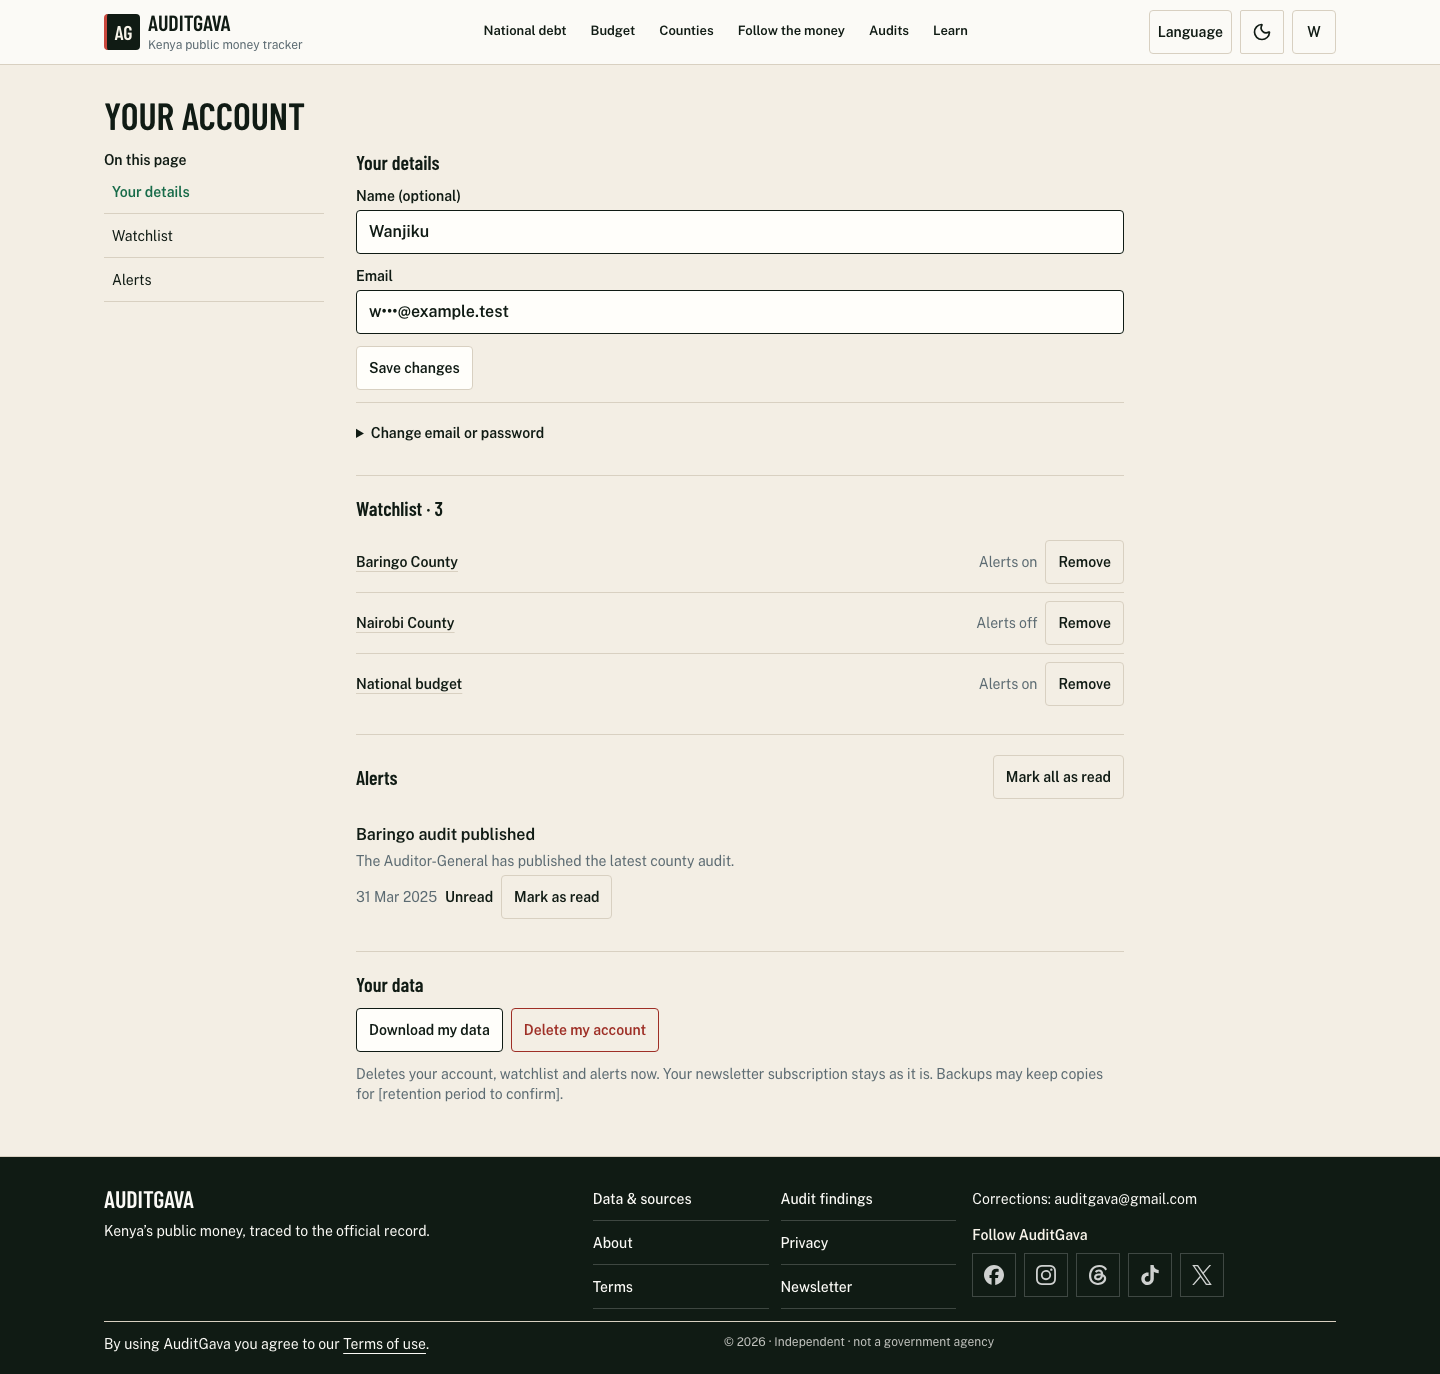 AG
AUDITGAVA
Kenya public money tracker
National debt
Budget
Counties
Follow the money
Audits
Learn
Language
W
YOUR ACCOUNT
On this page
Your details
Watchlist
Alerts
Your details
Name (optional)
Wanjiku
Email
w•••@example.test
Save changes
Change email or password
Watchlist · 3
Baringo County
Alerts on
Remove
Nairobi County
Alerts off
Remove
National budget
Alerts on
Remove
Alerts
Mark all as read
Baringo audit published
The Auditor-General has published the latest county audit.
31 Mar 2025 Unread
Mark as read
Your data
Download my data
Delete my account
Deletes your account, watchlist and alerts now. Your newsletter subscription stays as it is. Backups may keep copies
for [retention period to confirm].
AUDITGAVA
Kenya’s public money, traced to the official record.
Data & sources
About
Terms
Audit findings
Privacy
Newsletter
Corrections: auditgava@gmail.com
Follow AuditGava
By using AuditGava you agree to our Terms of use.
© 2026 · Independent · not a government agency